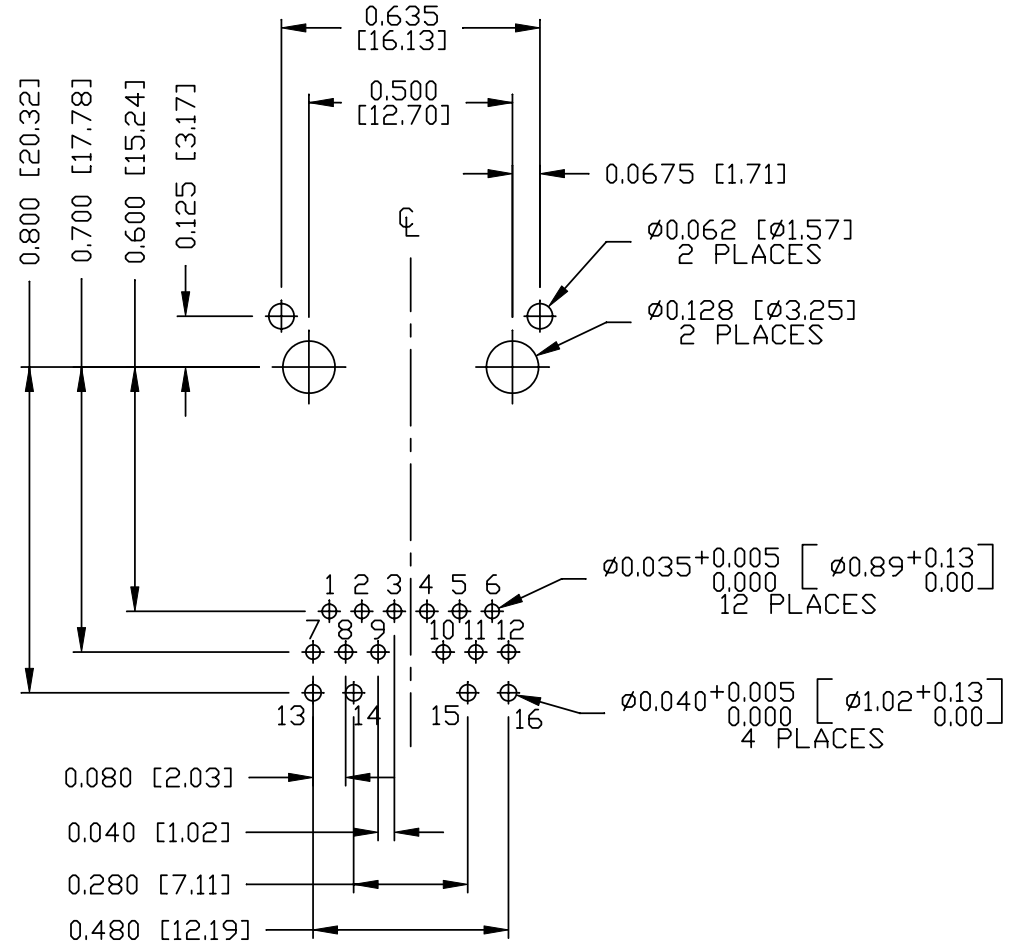 0.635
[16.13]
0.500
[12.70]
0.800 [20.32]
0.700 [17.78]
0.600 [15.24]
0.125 [3.17]
0.0675 [1.71]
℄
ø0.062 [ø1.57]
2 PLACES
ø0.128 [ø3.25]
2 PLACES
ø0.035 +0.005 0.000 [ ø0.89 +0.13 0.00 ]
12 PLACES
1 2 3 4 5 6
7 8 9 10 11 12
ø0.040 +0.005 0.000 [ ø1.02 +0.13 0.00 ]
4 PLACES
13 14 15 16
0.080 [2.03]
0.040 [1.02]
0.280 [7.11]
0.480 [12.19]